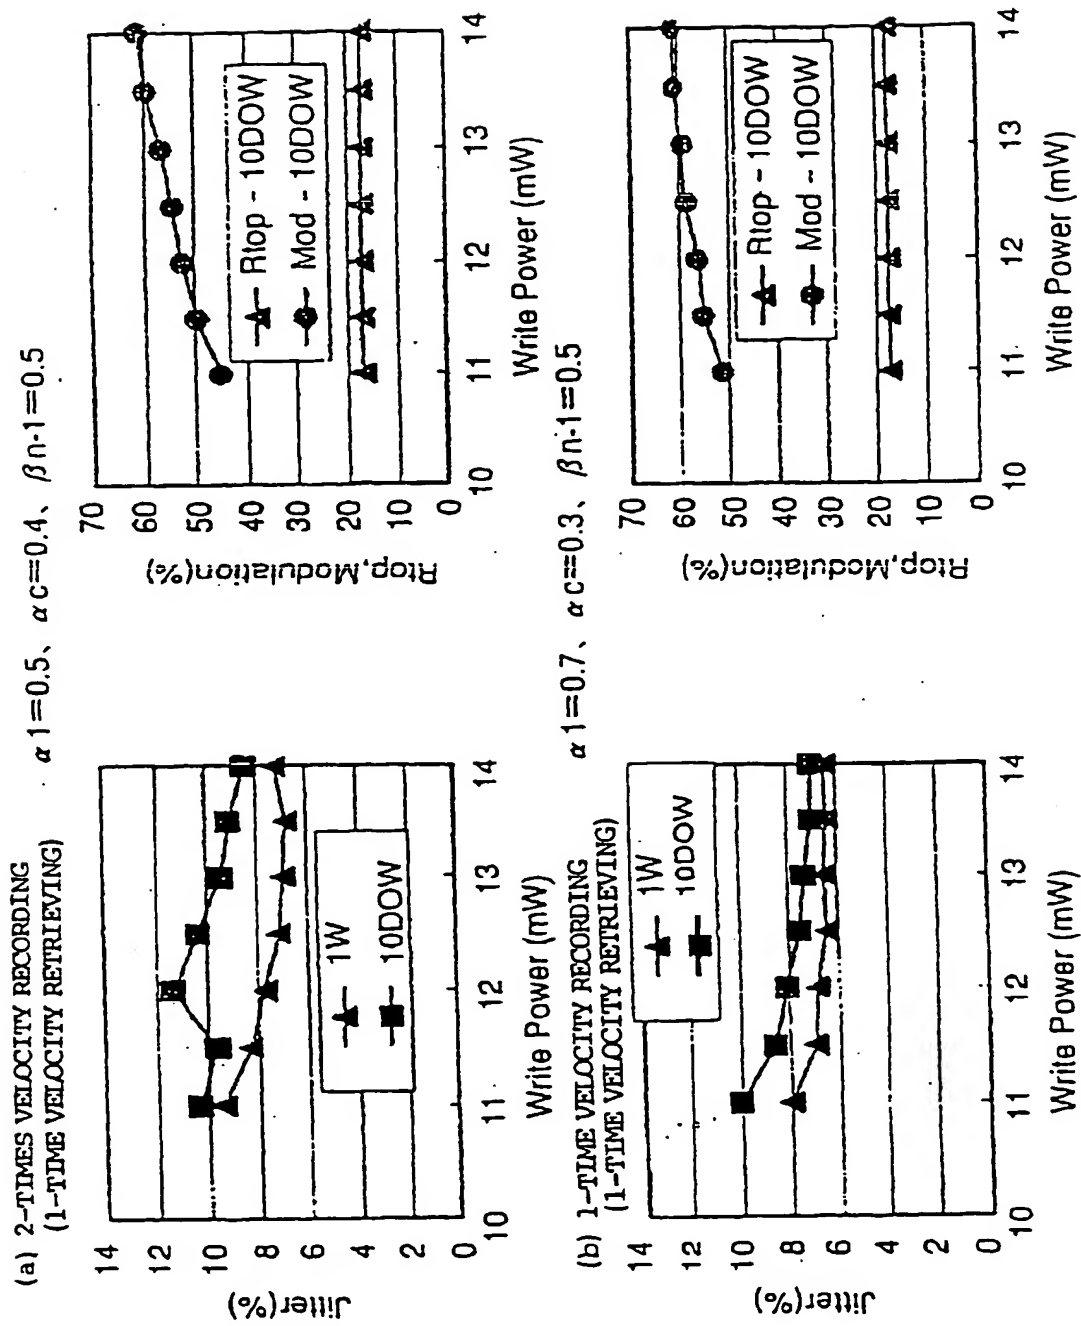 (a) 2-TIMES VELOCITY RECORDING
(1-TIME VELOCITY RETRIEVING)
α1=0.5、αc=0.4、βn-1=0.5
Jitter(%)
14
12
10
8
6
4
2
0
1W
10DOW
10
11
12
13
14
Write Power (mW)
Rtop,Modulation(%)
70
60
50
40
30
20
10
0
Rtop - 10DOW
Mod - 10DOW
10
11
12
13
14
Write Power (mW)
(b) 1-TIME VELOCITY RECORDING
(1-TIME VELOCITY RETRIEVING)
α1=0.7、αc=0.3、βn-1=0.5
Jitter(%)
14
12
10
8
6
4
2
0
1W
10DOW
10
11
12
13
14
Write Power (mW)
Rtop,Modulation(%)
70
60
50
40
30
20
10
0
Rtop - 10DOW
Mod - 10DOW
10
11
12
13
14
Write Power (mW)